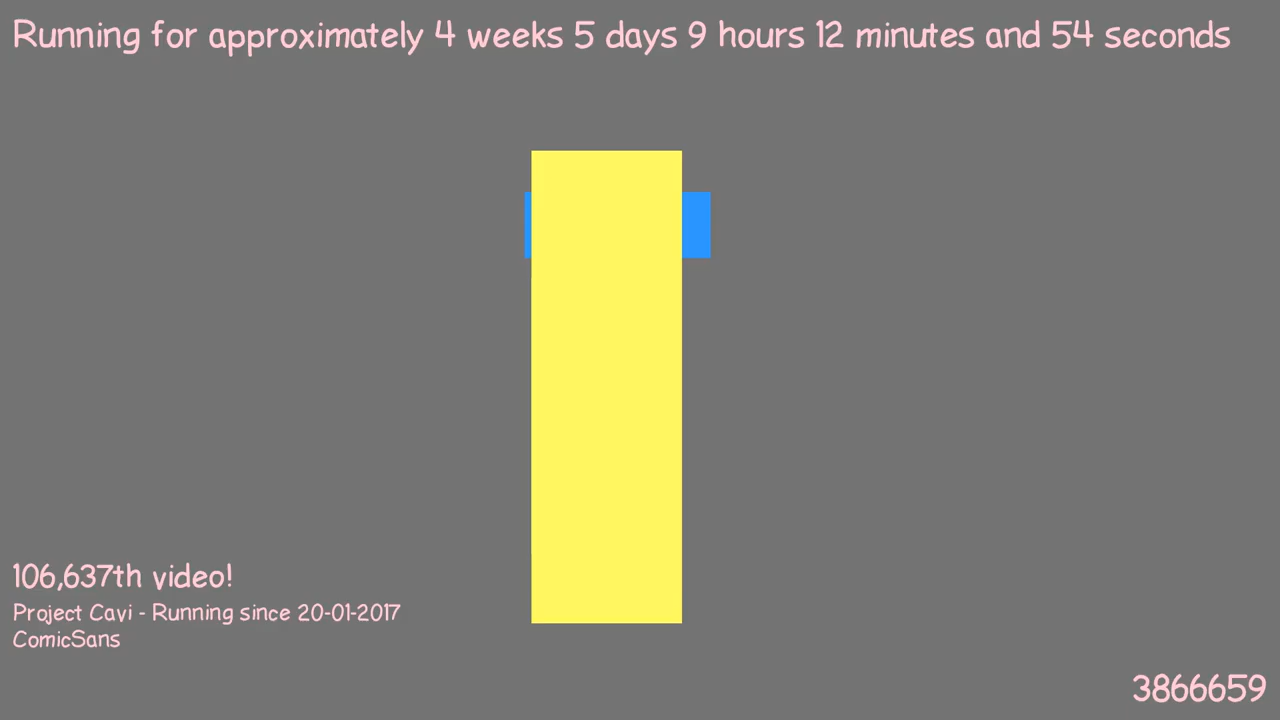 Running for approximately 4 weeks 5 days 9 hours 12 minutes and 54 seconds
106,637th video!
Project Cavi - Running since 20-01-2017
ComicSans
3866659